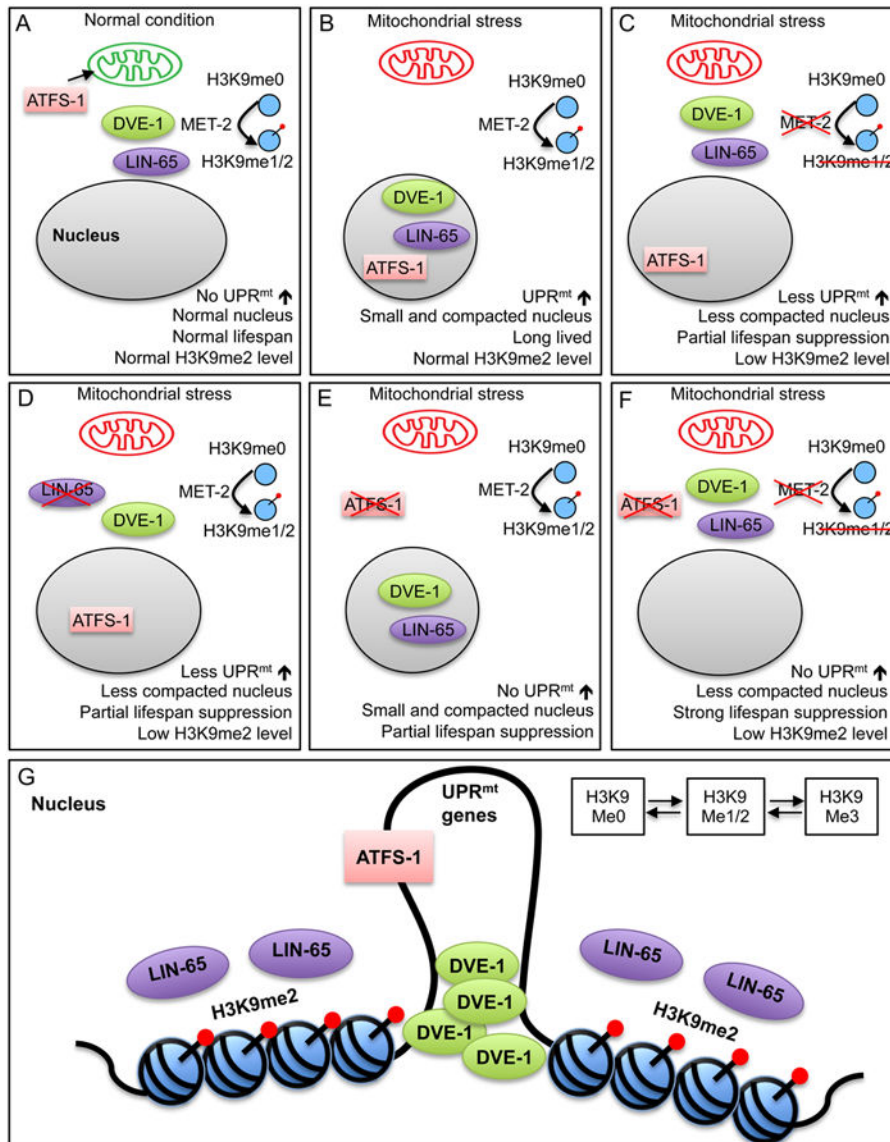 A
Normal condition
ATFS-1
DVE-1
LIN-65
H3K9me0
MET-2
H3K9me1/2
Nucleus
No UPRmt
Normal nucleus
Normal lifespan
Normal H3K9me2 level
B
Mitochondrial stress
H3K9me0
MET-2
H3K9me1/2
DVE-1
LIN-65
ATFS-1
UPRmt
Small and compacted nucleus
Long lived
Normal H3K9me2 level
C
Mitochondrial stress
H3K9me0
DVE-1
MET-2
LIN-65
H3K9me1/2
ATFS-1
Less UPRmt
Less compacted nucleus
Partial lifespan suppression
Low H3K9me2 level
D
Mitochondrial stress
H3K9me0
LIN-65
MET-2
DVE-1
H3K9me1/2
ATFS-1
Less UPRmt
Less compacted nucleus
Partial lifespan suppression
Low H3K9me2 level
E
Mitochondrial stress
H3K9me0
ATFS-1
MET-2
H3K9me1/2
DVE-1
LIN-65
No UPRmt
Small and compacted nucleus
Partial lifespan suppression
F
Mitochondrial stress
H3K9me0
ATFS-1
DVE-1
MET-2
LIN-65
H3K9me1/2
No UPRmt
Less compacted nucleus
Strong lifespan suppression
Low H3K9me2 level
G
Nucleus
UPRmt
genes
H3K9
Me0
H3K9
Me1/2
H3K9
Me3
ATFS-1
LIN-65
LIN-65
H3K9me2
DVE-1
DVE-1
DVE-1
DVE-1
LIN-65
LIN-65
H3K9me2